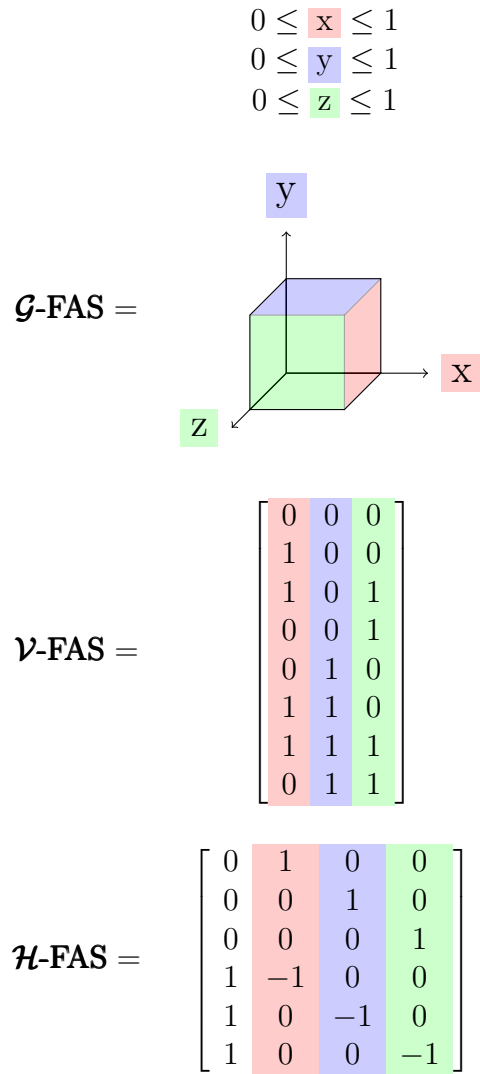 0 ≤ x ≤ 1
0 ≤ y ≤ 1
0 ≤ z ≤ 1
y
𝓖-FAS =
x
z
0 0 0
1 0 0
1 0 1
0 0 1
𝓥-FAS =
0 1 0
1 1 0
1 1 1
0 1 1
0 1 0 0
0 0 1 0
0 0 0 1
𝓗-FAS =
1 −1 0 0
1 0 −1 0
1 0 0 −1